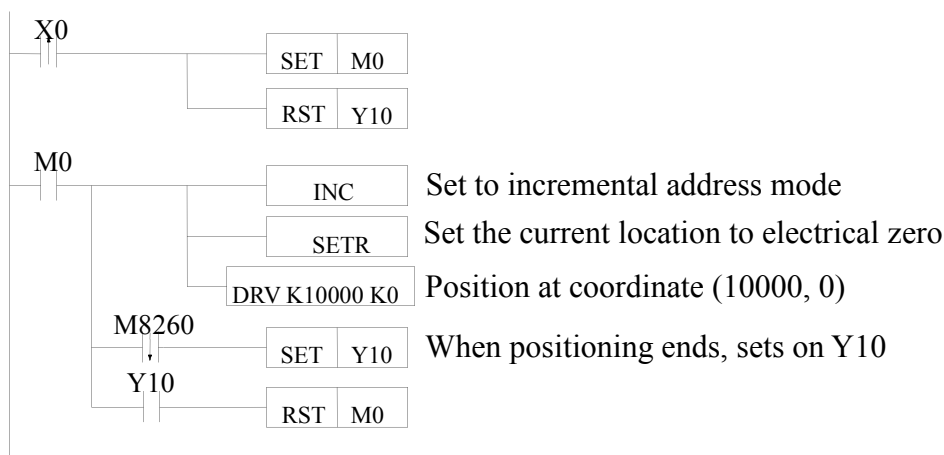 X0
SET M0
RST Y10
M0
INC Set to incremental address mode
SETR Set the current location to electrical zero
DRV K10000 K0 Position at coordinate (10000, 0)
M8260
SET Y10 When positioning ends, sets on Y10
Y10
RST M0